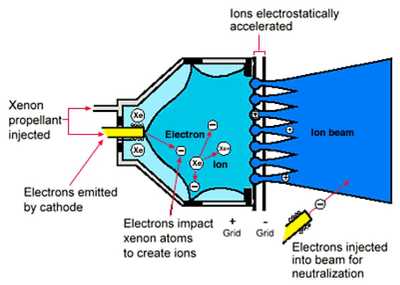 Ions electrostatically
accelerated
Xenon
propellant
injected
Xe
Xe
Electron
Ion
Xe
Xe+
Ion beam
Electrons emitted
by cathode
Electrons impact
xenon atoms
to create ions
+
Grid
-
Grid
Electrons injected
into beam for
neutralization